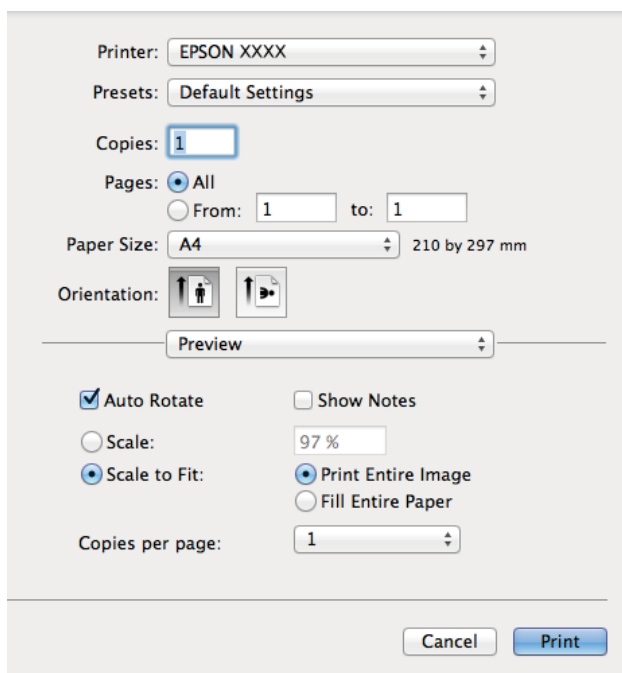 Printer: EPSON XXXX
Presets: Default Settings
Copies: 1
Pages: All
From: 1 to: 1
Paper Size: A4 210 by 297 mm
Orientation:
Preview
Auto Rotate Show Notes
Scale: 97 %
Scale to Fit: Print Entire Image
Fill Entire Paper
Copies per page: 1
Cancel Print